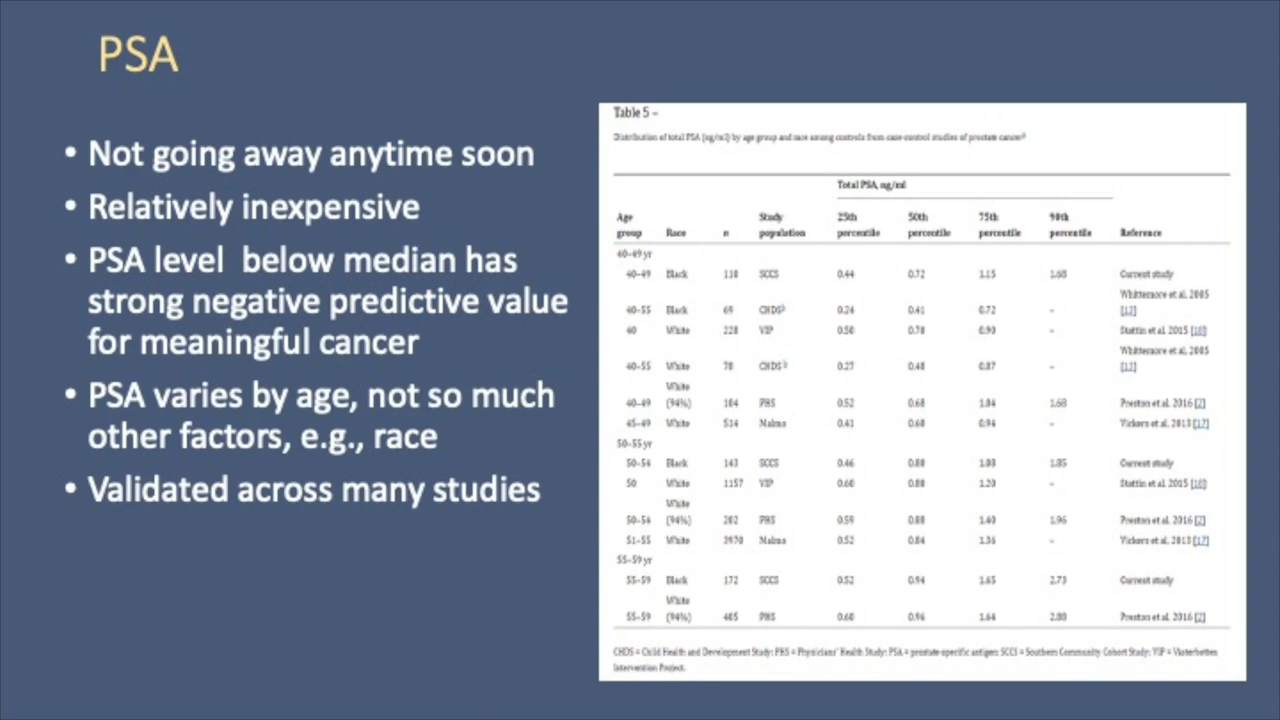 PSA
• Not going away anytime soon
• Relatively inexpensive
• PSA level below median has
strong negative predictive value
for meaningful cancer
• PSA varies by age, not so much
other factors, e.g., race
• Validated across many studies
Table 5 –
Distribution of total PSA (ng/ml) by age group and race among controls from case-control studies of prostate cancer
Total PSA, ng/ml
Age group Race n Study population 25th percentile 50th percentile 75th percentile 90th percentile Reference
40–49 yr
40–49 Black 110 SCCS 0.44 0.72 1.15 1.68 Current study
40–55 Black 69 CHDS 0.24 0.41 0.72 – Whittemore et al. 2005
40 White 228 VIP 0.50 0.70 0.90 – Stattin et al. 2015
40–55 White 70 CHDS 0.27 0.48 0.87 – Whittemore et al. 2005
40–49 White (94%) 104 PHS 0.52 0.68 1.04 1.68 Preston et al. 2016 [2]
45–49 White 514 Malmo 0.41 0.60 0.94 – Vickers et al. 2013 [17]
50–55 yr
50–54 Black 143 SCCS 0.46 0.80 1.85 Current study
50 White 1157 VIP 0.60 0.80 1.20 – Stattin et al. 2015
50–54 White (94%) 202 PHS 0.59 0.88 1.40 1.96 Preston et al. 2016 [2]
51–55 White 3970 Malmo 0.52 0.84 1.36 – Vickers et al. 2013 [17]
55–59 yr
55–59 Black 172 SCCS 0.52 0.94 1.65 2.73 Current study
55–59 White (94%) 405 PHS 0.60 0.96 1.64 Preston et al. 2016 [2]
CHDS = Child Health and Development Study; PHS = Physicians' Health Study; PSA = prostate-specific antigen; SCCS = Southern Community Cohort Study; VIP = Vasterbotten
Intervention Project.